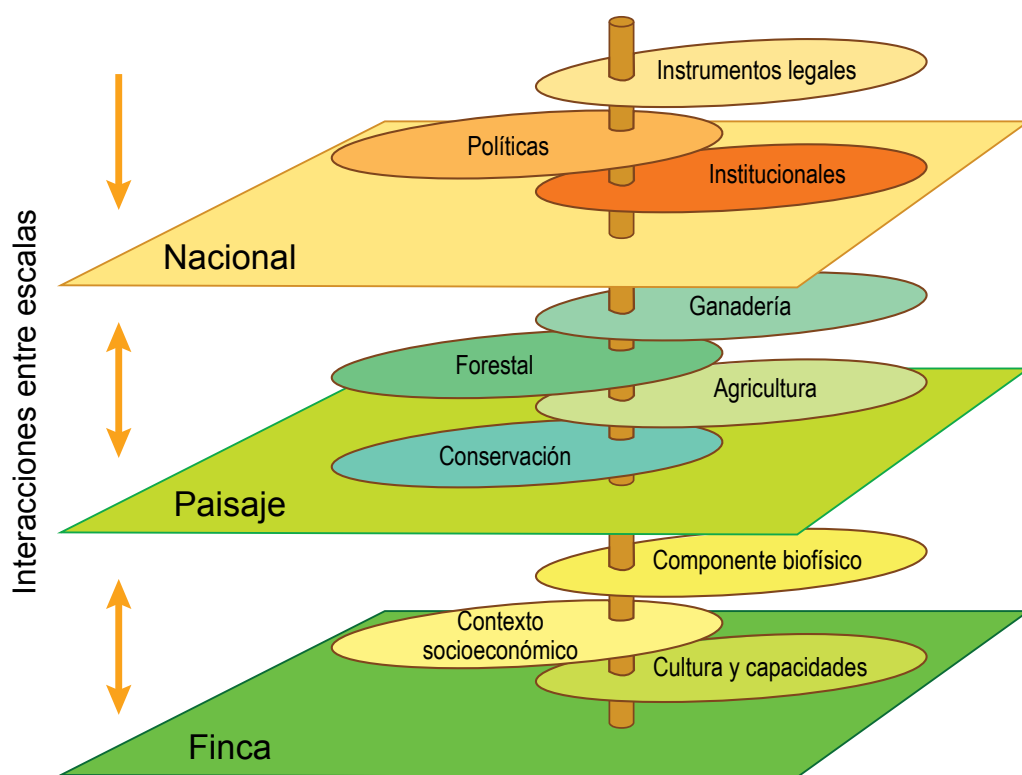 Interacciones entre escalas
Instrumentos legales
Políticas
Institucionales
Nacional
Ganadería
Forestal
Agricultura
Conservación
Paisaje
Componente biofísico
Contexto
socioeconómico
Cultura y capacidades
Finca